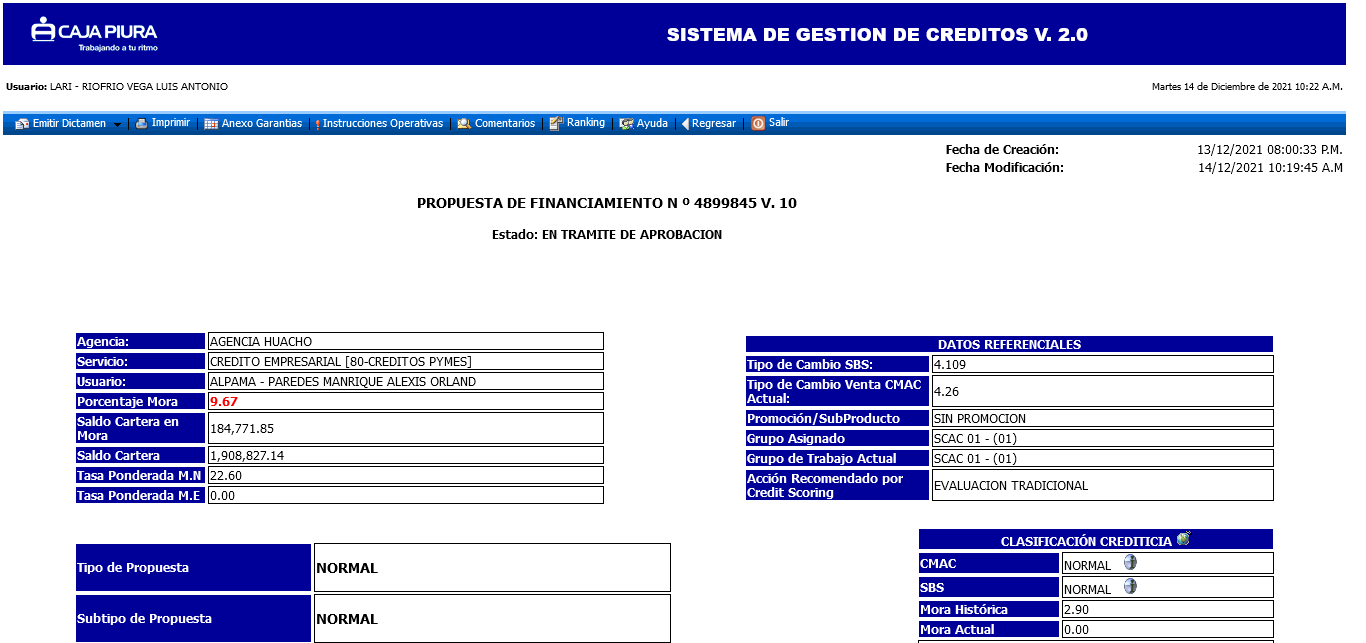 CAJA PIURA
Trabajando a tu ritmo
SISTEMA DE GESTION DE CREDITOS V. 2.0
Usuario: LARI - RIOFRIO VEGA LUIS ANTONIO
Martes 14 de Diciembre de 2021 10:22 A.M.
Emitir Dictamen | Imprimir | Anexo Garantias | Instrucciones Operativas | Comentarios | Ranking | Ayuda | Regresar | Salir
Fecha de Creación: 13/12/2021 08:00:33 P.M.
Fecha Modificación: 14/12/2021 10:19:45 A.M
PROPUESTA DE FINANCIAMIENTO N º 4899845 V. 10
Estado: EN TRAMITE DE APROBACION
Agencia: AGENCIA HUACHO
Servicio: CREDITO EMPRESARIAL [80-CREDITOS PYMES]
Usuario: ALPAMA - PAREDES MANRIQUE ALEXIS ORLAND
Porcentaje Mora 9.67
Saldo Cartera en
Mora 184,771.85
Saldo Cartera 1,908,827.14
Tasa Ponderada M.N 22.60
Tasa Ponderada M.E 0.00
DATOS REFERENCIALES
Tipo de Cambio SBS: 4.109
Tipo de Cambio Venta CMAC
Actual: 4.26
Promoción/SubProducto SIN PROMOCION
Grupo Asignado SCAC 01 - (01)
Grupo de Trabajo Actual SCAC 01 - (01)
Acción Recomendado por
Credit Scoring EVALUACION TRADICIONAL
Tipo de Propuesta NORMAL
Subtipo de Propuesta NORMAL
CLASIFICACIÓN CREDITICIA
CMAC NORMAL
SBS NORMAL
Mora Histórica 2.90
Mora Actual 0.00